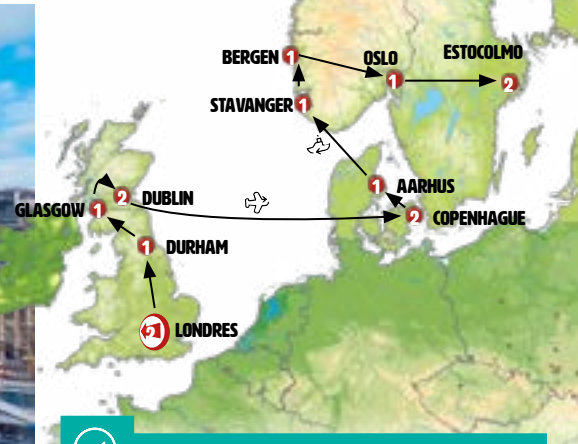 BERGEN 1
OSLO
1
ESTOCOLMO
2
STAVANGER 1
1 AARHUS
2 COPENHAGUE
2 DUBLIN
GLASGOW 1
1 DURHAM
2 LONDRES